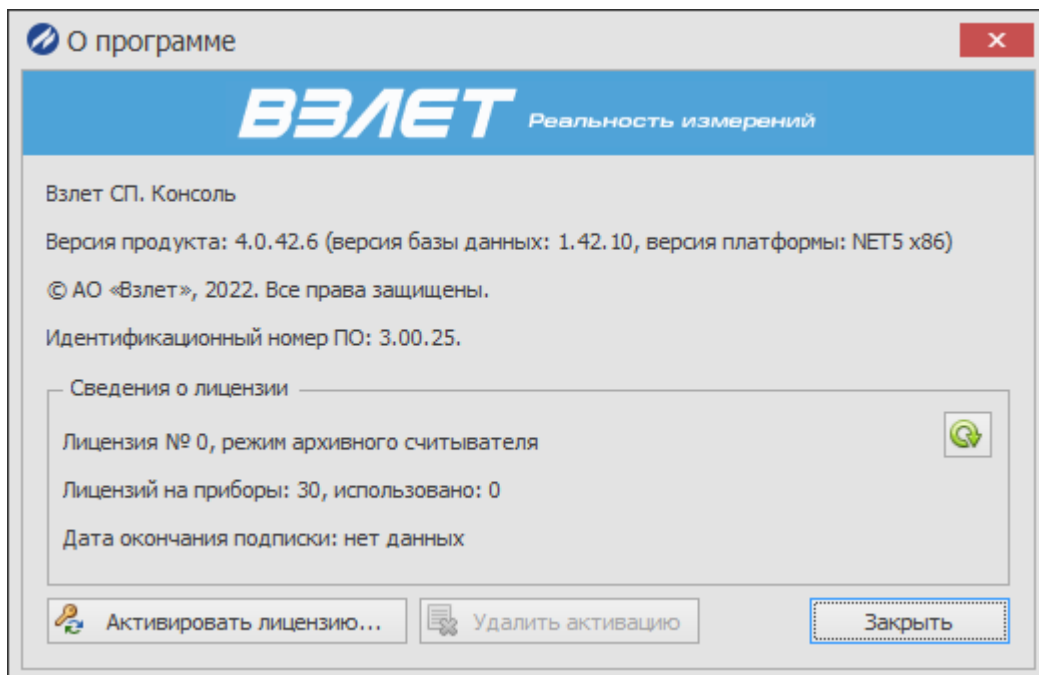 О программе
ВЗЛЕТ Реальность измерений
Взлет СП. Консоль
Версия продукта: 4.0.42.6 (версия базы данных: 1.42.10, версия платформы: NET5 x86)
© АО «Взлет», 2022. Все права защищены.
Идентификационный номер ПО: 3.00.25.
Сведения о лицензии
Лицензия № 0, режим архивного считывателя
Лицензий на приборы: 30, использовано: 0
Дата окончания подписки: нет данных
Активировать лицензию... Удалить активацию Закрыть